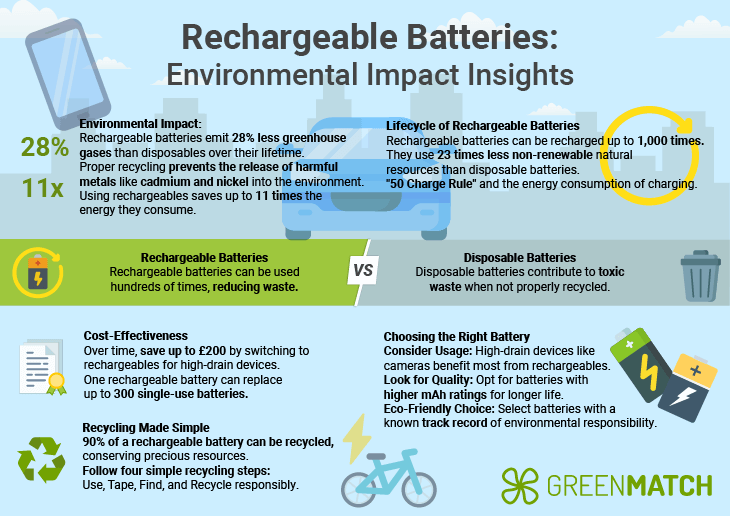 Rechargeable Batteries:
Environmental Impact Insights
28%
11x
Environmental Impact:
Rechargeable batteries emit 28% less greenhouse
gases than disposables over their lifetime.
Proper recycling prevents the release of harmful
metals like cadmium and nickel into the environment.
Using rechargeables saves up to 11 times the
energy they consume.
Lifecycle of Rechargeable Batteries
Rechargeable batteries can be recharged up to 1,000 times.
They use 23 times less non-renewable natural
resources than disposable batteries.
"50 Charge Rule" and the energy consumption of charging.
Rechargeable Batteries
Rechargeable batteries can be used
hundreds of times, reducing waste.
VS
Disposable Batteries
Disposable batteries contribute to toxic
waste when not properly recycled.
Cost-Effectiveness
Over time, save up to £200 by switching to
rechargeables for high-drain devices.
One rechargeable battery can replace
up to 300 single-use batteries.
Recycling Made Simple
90% of a rechargeable battery can be recycled,
conserving precious resources.
Follow four simple recycling steps:
Use, Tape, Find, and Recycle responsibly.
Choosing the Right Battery
Consider Usage: High-drain devices like
cameras benefit most from rechargeables.
Look for Quality: Opt for batteries with
higher mAh ratings for longer life.
Eco-Friendly Choice: Select batteries with a
known track record of environmental responsibility.
GREENMATCH